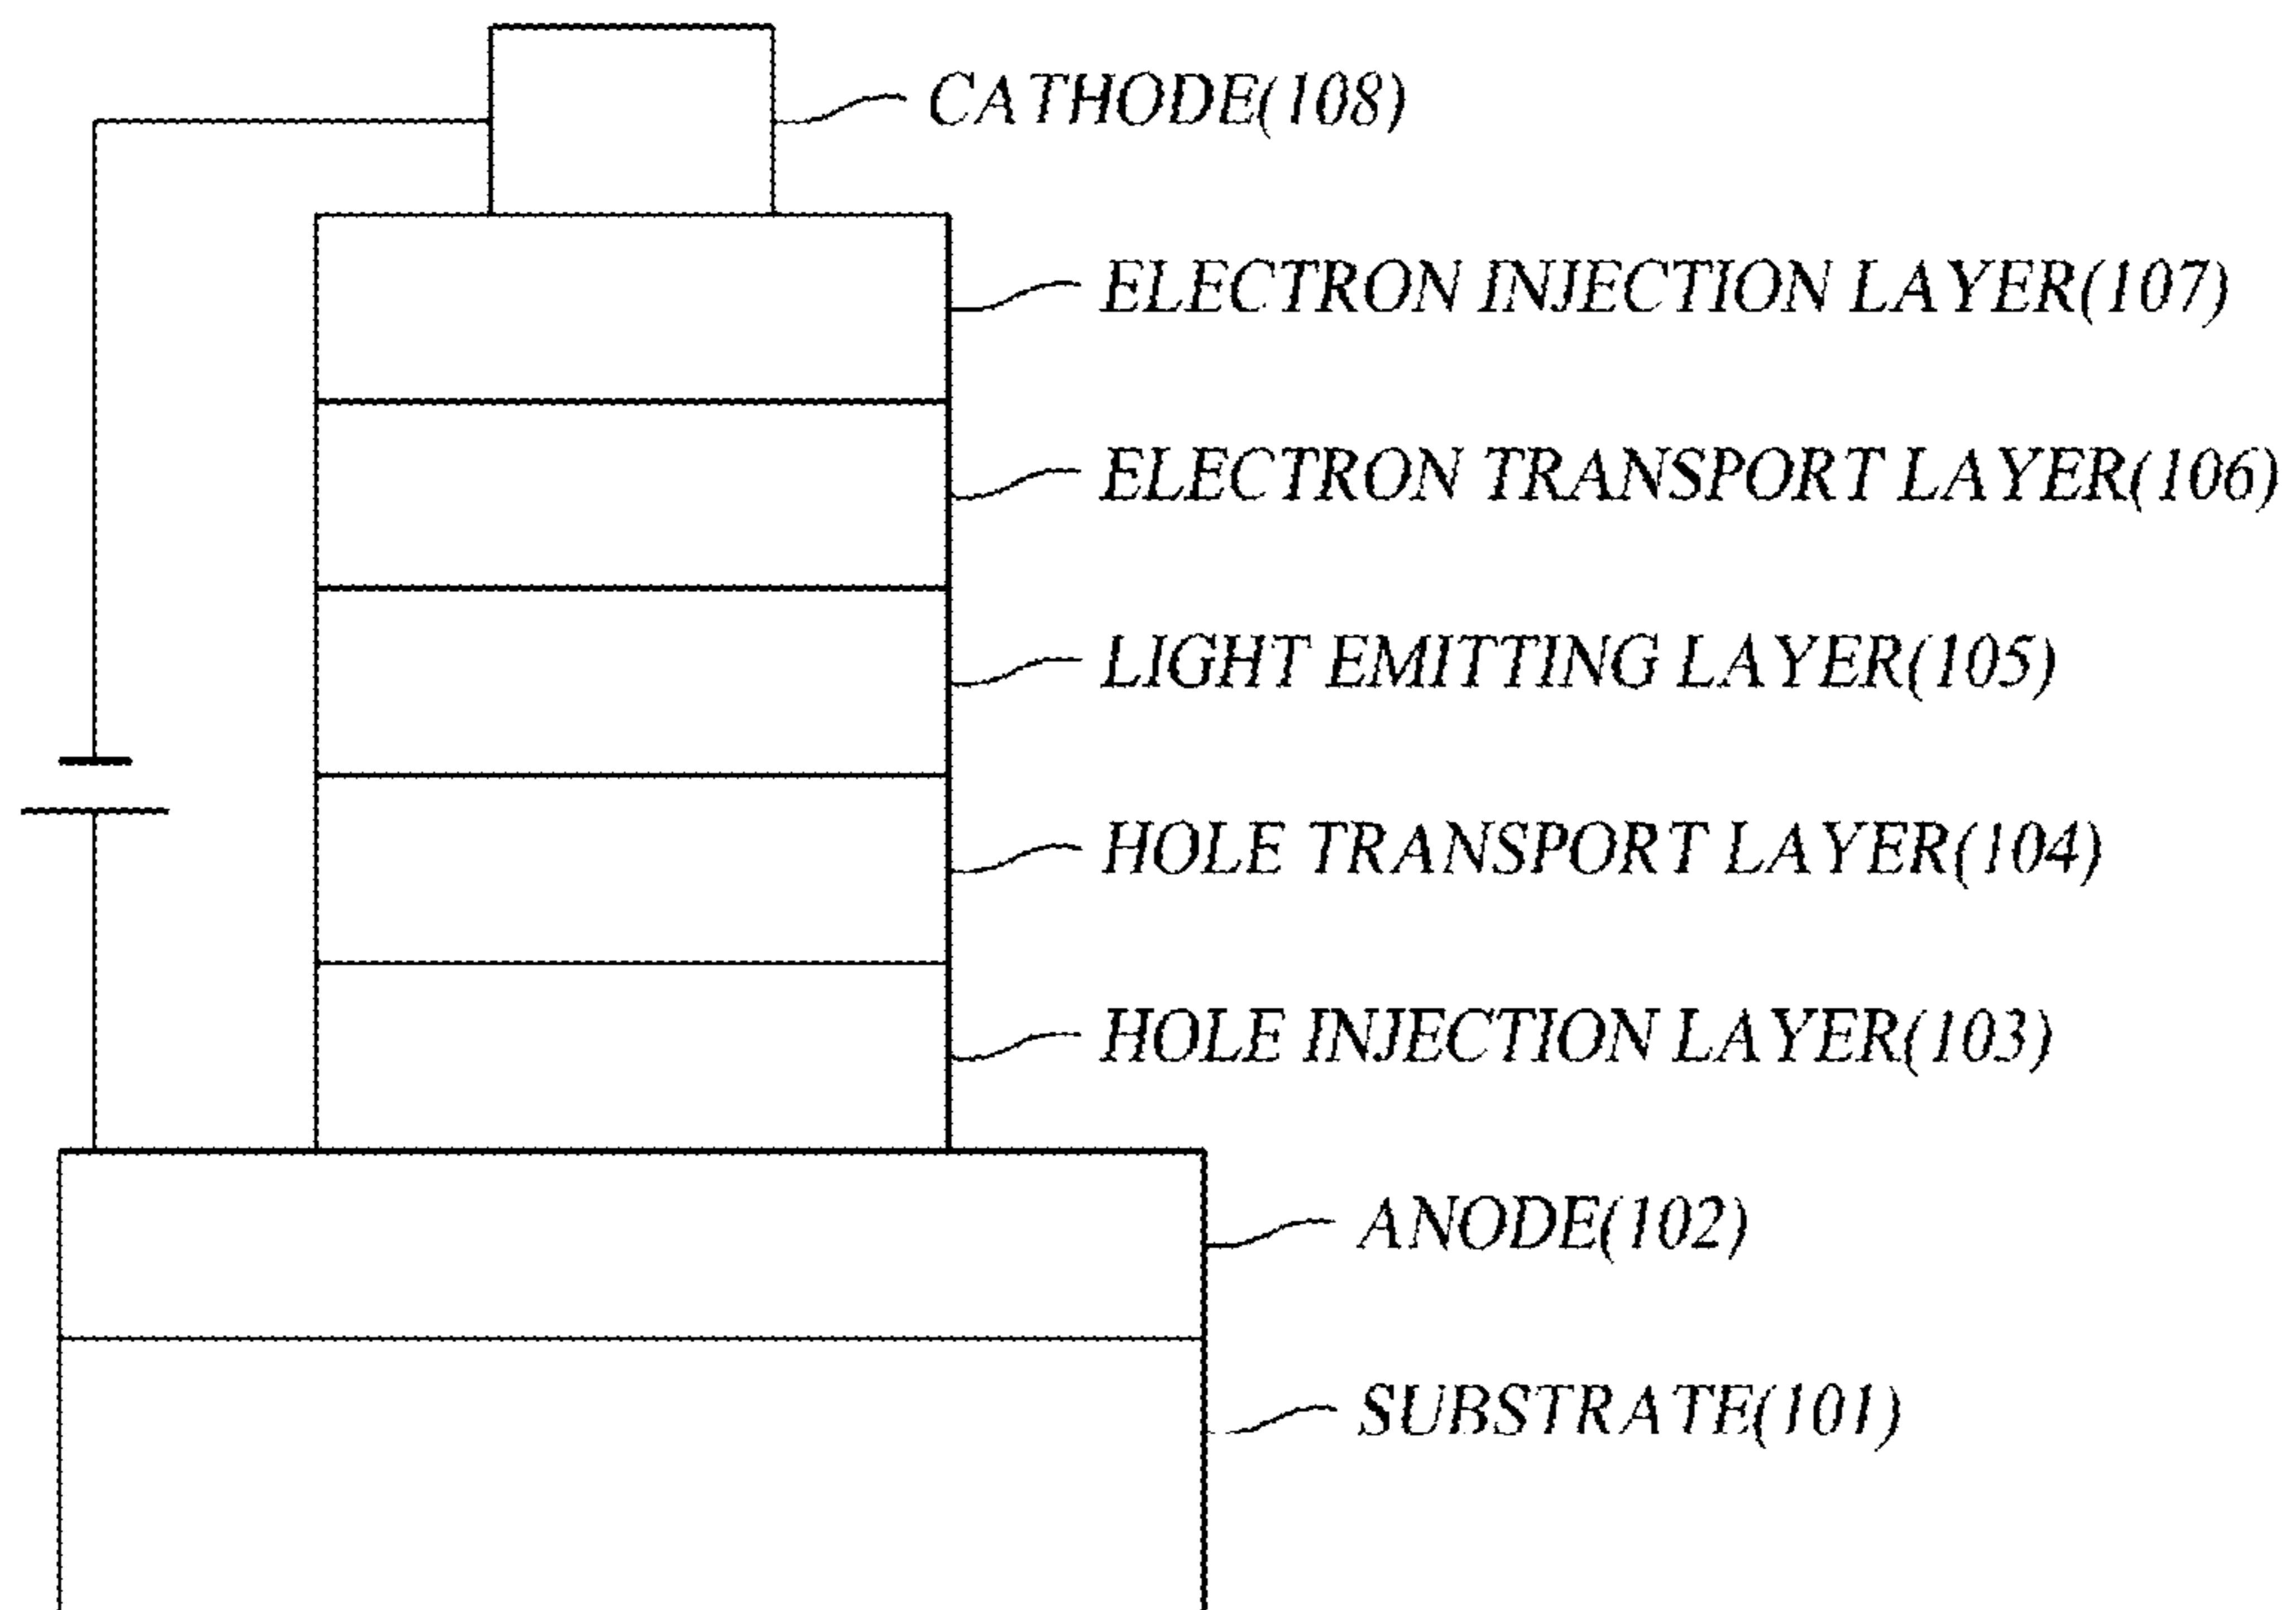 CATHODE(108)
ELECTRON INJECTION LAYER(107)
ELECTRON TRANSPORT LAYER(106)
LIGHT EMITTING LAYER(105)
HOLE TRANSPORT LAYER(104)
HOLE INJECTION LAYER(103)
ANODE(102)
SUBSTRATE(101)